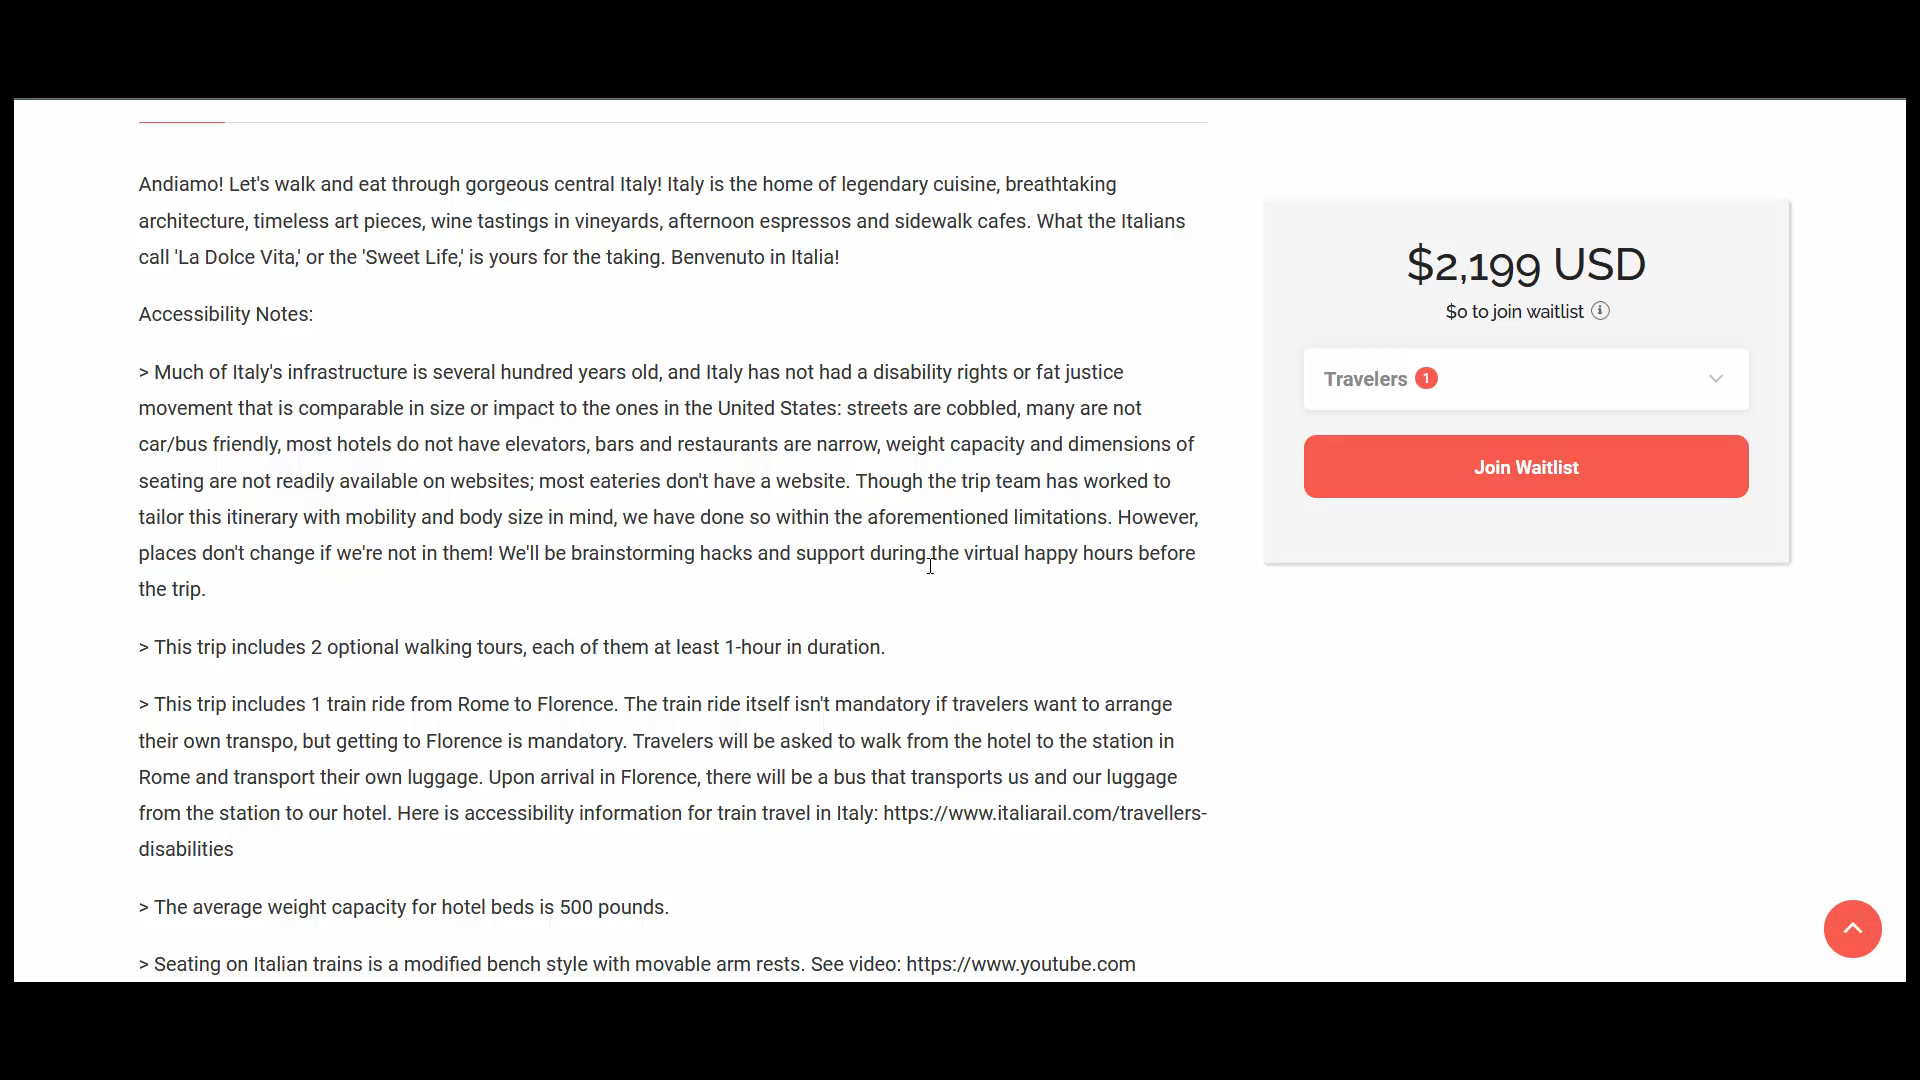 Andiamo! Let's walk and eat through gorgeous central Italy! Italy is the home of legendary cuisine, breathtaking
architecture, timeless art pieces, wine tastings in vineyards, afternoon espressos and sidewalk cafes. What the Italians
call 'La Dolce Vita,' or the 'Sweet Life,' is yours for the taking. Benvenuto in Italia!
Accessibility Notes:
> Much of Italy's infrastructure is several hundred years old, and Italy has not had a disability rights or fat justice
movement that is comparable in size or impact to the ones in the United States: streets are cobbled, many are not
car/bus friendly, most hotels do not have elevators, bars and restaurants are narrow, weight capacity and dimensions of
seating are not readily available on websites; most eateries don't have a website. Though the trip team has worked to
tailor this itinerary with mobility and body size in mind, we have done so within the aforementioned limitations. However,
places don't change if we're not in them! We'll be brainstorming hacks and support during the virtual happy hours before
the trip.
> This trip includes 2 optional walking tours, each of them at least 1-hour in duration.
> This trip includes 1 train ride from Rome to Florence. The train ride itself isn't mandatory if travelers want to arrange
their own transpo, but getting to Florence is mandatory. Travelers will be asked to walk from the hotel to the station in
Rome and transport their own luggage. Upon arrival in Florence, there will be a bus that transports us and our luggage
from the station to our hotel. Here is accessibility information for train travel in Italy: https://www.italiarail.com/travellers-
disabilities
> The average weight capacity for hotel beds is 500 pounds.
> Seating on Italian trains is a modified bench style with movable arm rests. See video: https://www.youtube.com
$2,199 USD
$0 to join waitlist
Travelers 1
Join Waitlist